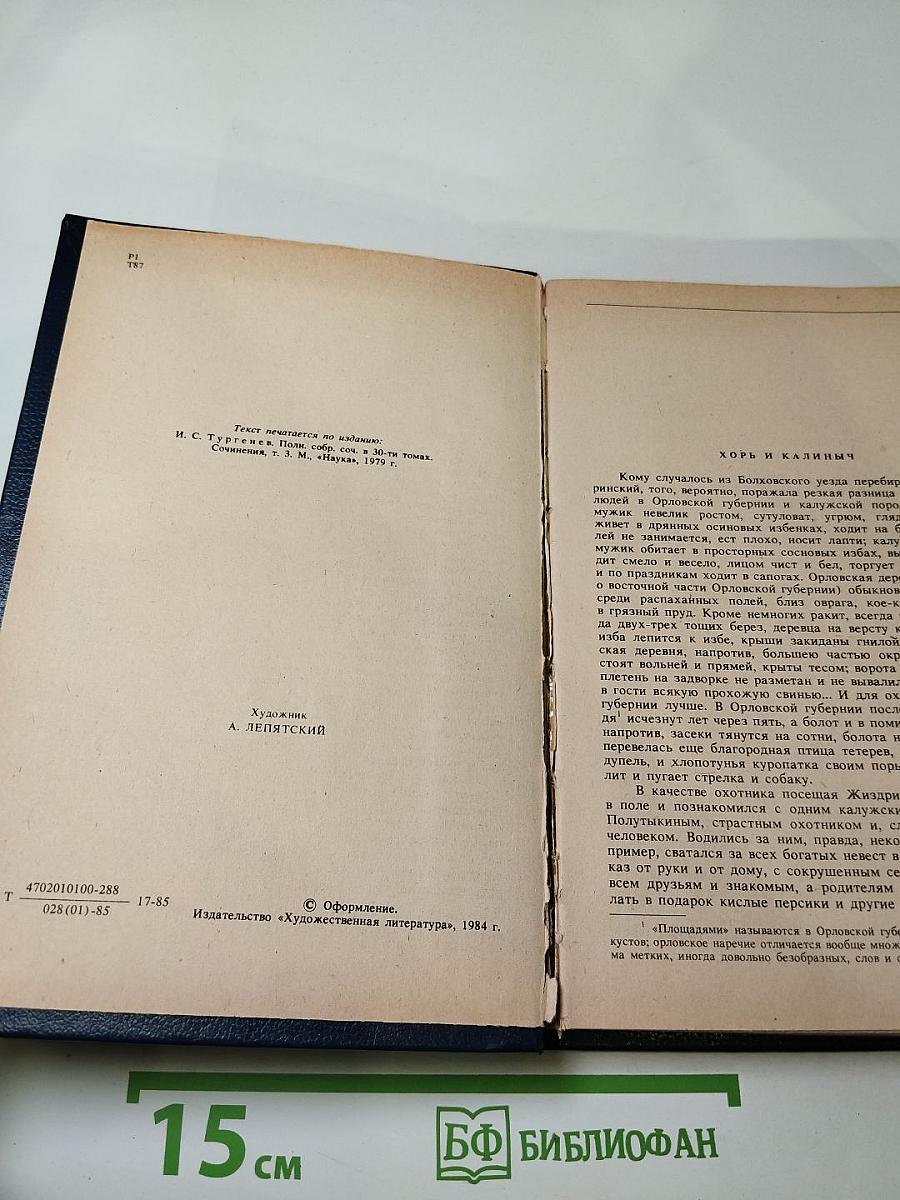 Р1
Т87
Текст печатается по изданию:
И. С. Тургенев. Полн. собр. соч. в 30-ти томах.
Сочинения, т. 3. М., «Наука», 1979 г.
Художник
А. ЛЕПЯТСКИЙ
Т 4702010100-288 17-85
028(01)-85
© Оформление.
Издательство «Художественная литература», 1984 г.
ХОРЬ И КАЛИНЫЧ
Кому случалось из Болховского уезда перебир
ринский, того, вероятно, поражала резкая разница
людей в Орловской губернии и калужской поро
мужик невелик ростом, сутуловат, угрюм, гляд
живет в дрянных осиновых избенках, ходит на б
лей не занимается, ест плохо, носит лапти; калу
мужик обитает в просторных сосновых избах, вы
дит смело и весело, лицом чист и бел, торгует
и по праздникам ходит в сапогах. Орловская дер
о восточной части Орловской губернии) обыкнов
среди распаханных полей, близ оврага, кое-к
в грязный пруд. Кроме немногих ракит, всегда
да двух-трех тощих берез, деревца на версту к
изба лепится к избе, крыши закиданы гнилой
ская деревня, напротив, большею частью окр
стоят вольней и прямей, крыты тесом; ворота
плетень на задворке не разметан и не вывалил
в гости всякую прохожую свинью... И для ох
губернии лучше. В Орловской губернии посл
дя¹ исчезнут лет через пять, а болот и в поми
напротив, засеки тянутся на сотни, болота н
перевелась еще благородная птица тетерев,
дупель, и хлопотунья куропатка своим порь
лит и пугает стрелка и собаку.
В качестве охотника посещая Жиздри
в поле и познакомился с одним калужски
Полутыкиным, страстным охотником и, сл
человеком. Водились за ним, правда, неко
пример, сватался за всех богатых невест в
каз от руки и от дому, с сокрушенным се
всем друзьям и знакомым, а родителям
лать в подарок кислые персики и другие
¹ «Площадями» называются в Орловской губе
кустов; орловское наречие отличается вообще множ
ма метких, иногда довольно безобразных, слов и
15 см
БФ БИБЛИОФАН